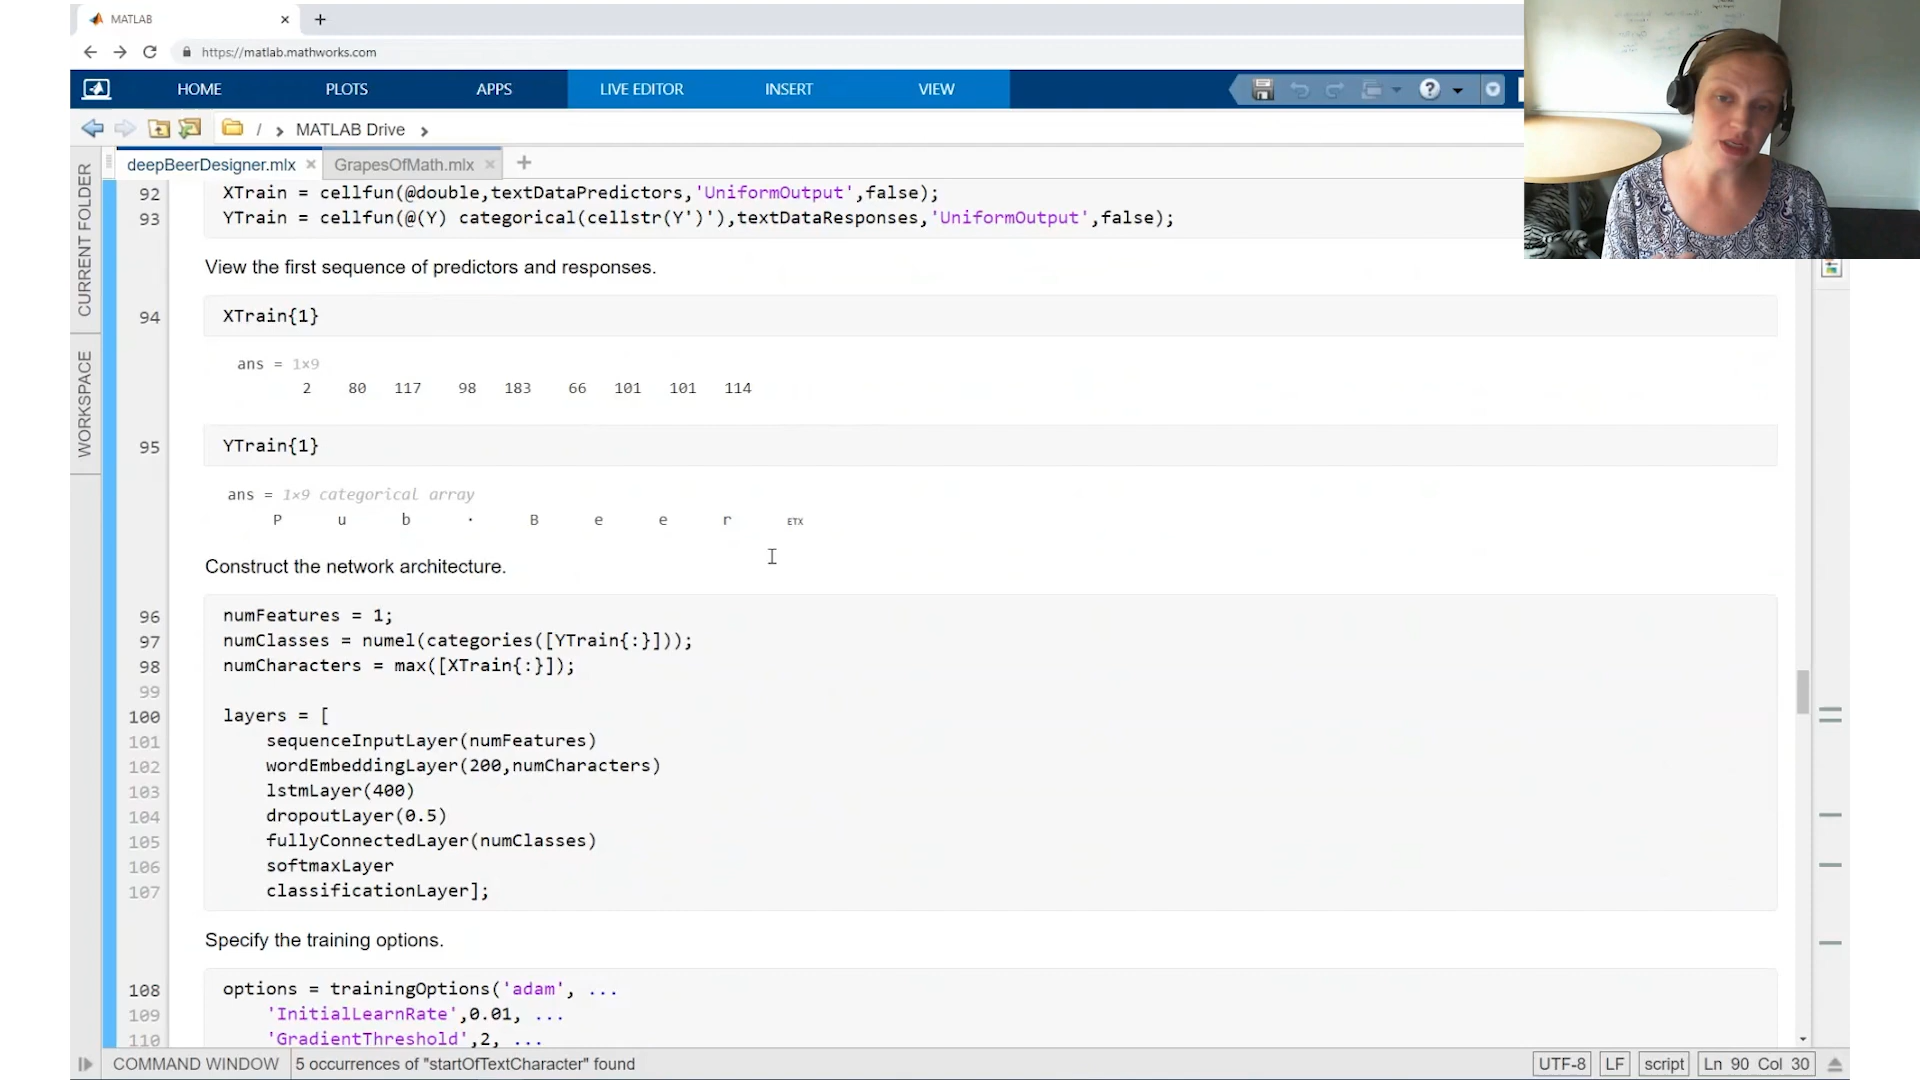 MATLAB
https://matlab.mathworks.com
HOME PLOTS APPS LIVE EDITOR INSERT VIEW
/ MATLAB Drive
deepBeerDesigner.mlx GrapesOfMath.mlx
CURRENT FOLDER
WORKSPACE
92 XTrain = cellfun(@double,textDataPredictors,'UniformOutput',false);
93 YTrain = cellfun(@(Y) categorical(cellstr(Y')'),textDataResponses,'UniformOutput',false);
View the first sequence of predictors and responses.
94 XTrain{1}
ans = 1×9
2 80 117 98 183 66 101 101 114
95 YTrain{1}
ans = 1×9 categorical array
P u b · B e e r ETX
Construct the network architecture.
96 numFeatures = 1;
97 numClasses = numel(categories([YTrain{:}]));
98 numCharacters = max([XTrain{:}]);
99
100 layers = [
101 sequenceInputLayer(numFeatures)
102 wordEmbeddingLayer(200,numCharacters)
103 lstmLayer(400)
104 dropoutLayer(0.5)
105 fullyConnectedLayer(numClasses)
106 softmaxLayer
107 classificationLayer];
Specify the training options.
108 options = trainingOptions('adam', ...
109 'InitialLearnRate',0.01, ...
110 'GradientThreshold',2, ...
COMMAND WINDOW 5 occurrences of "startOfTextCharacter" found UTF-8 LF script Ln 90 Col 30